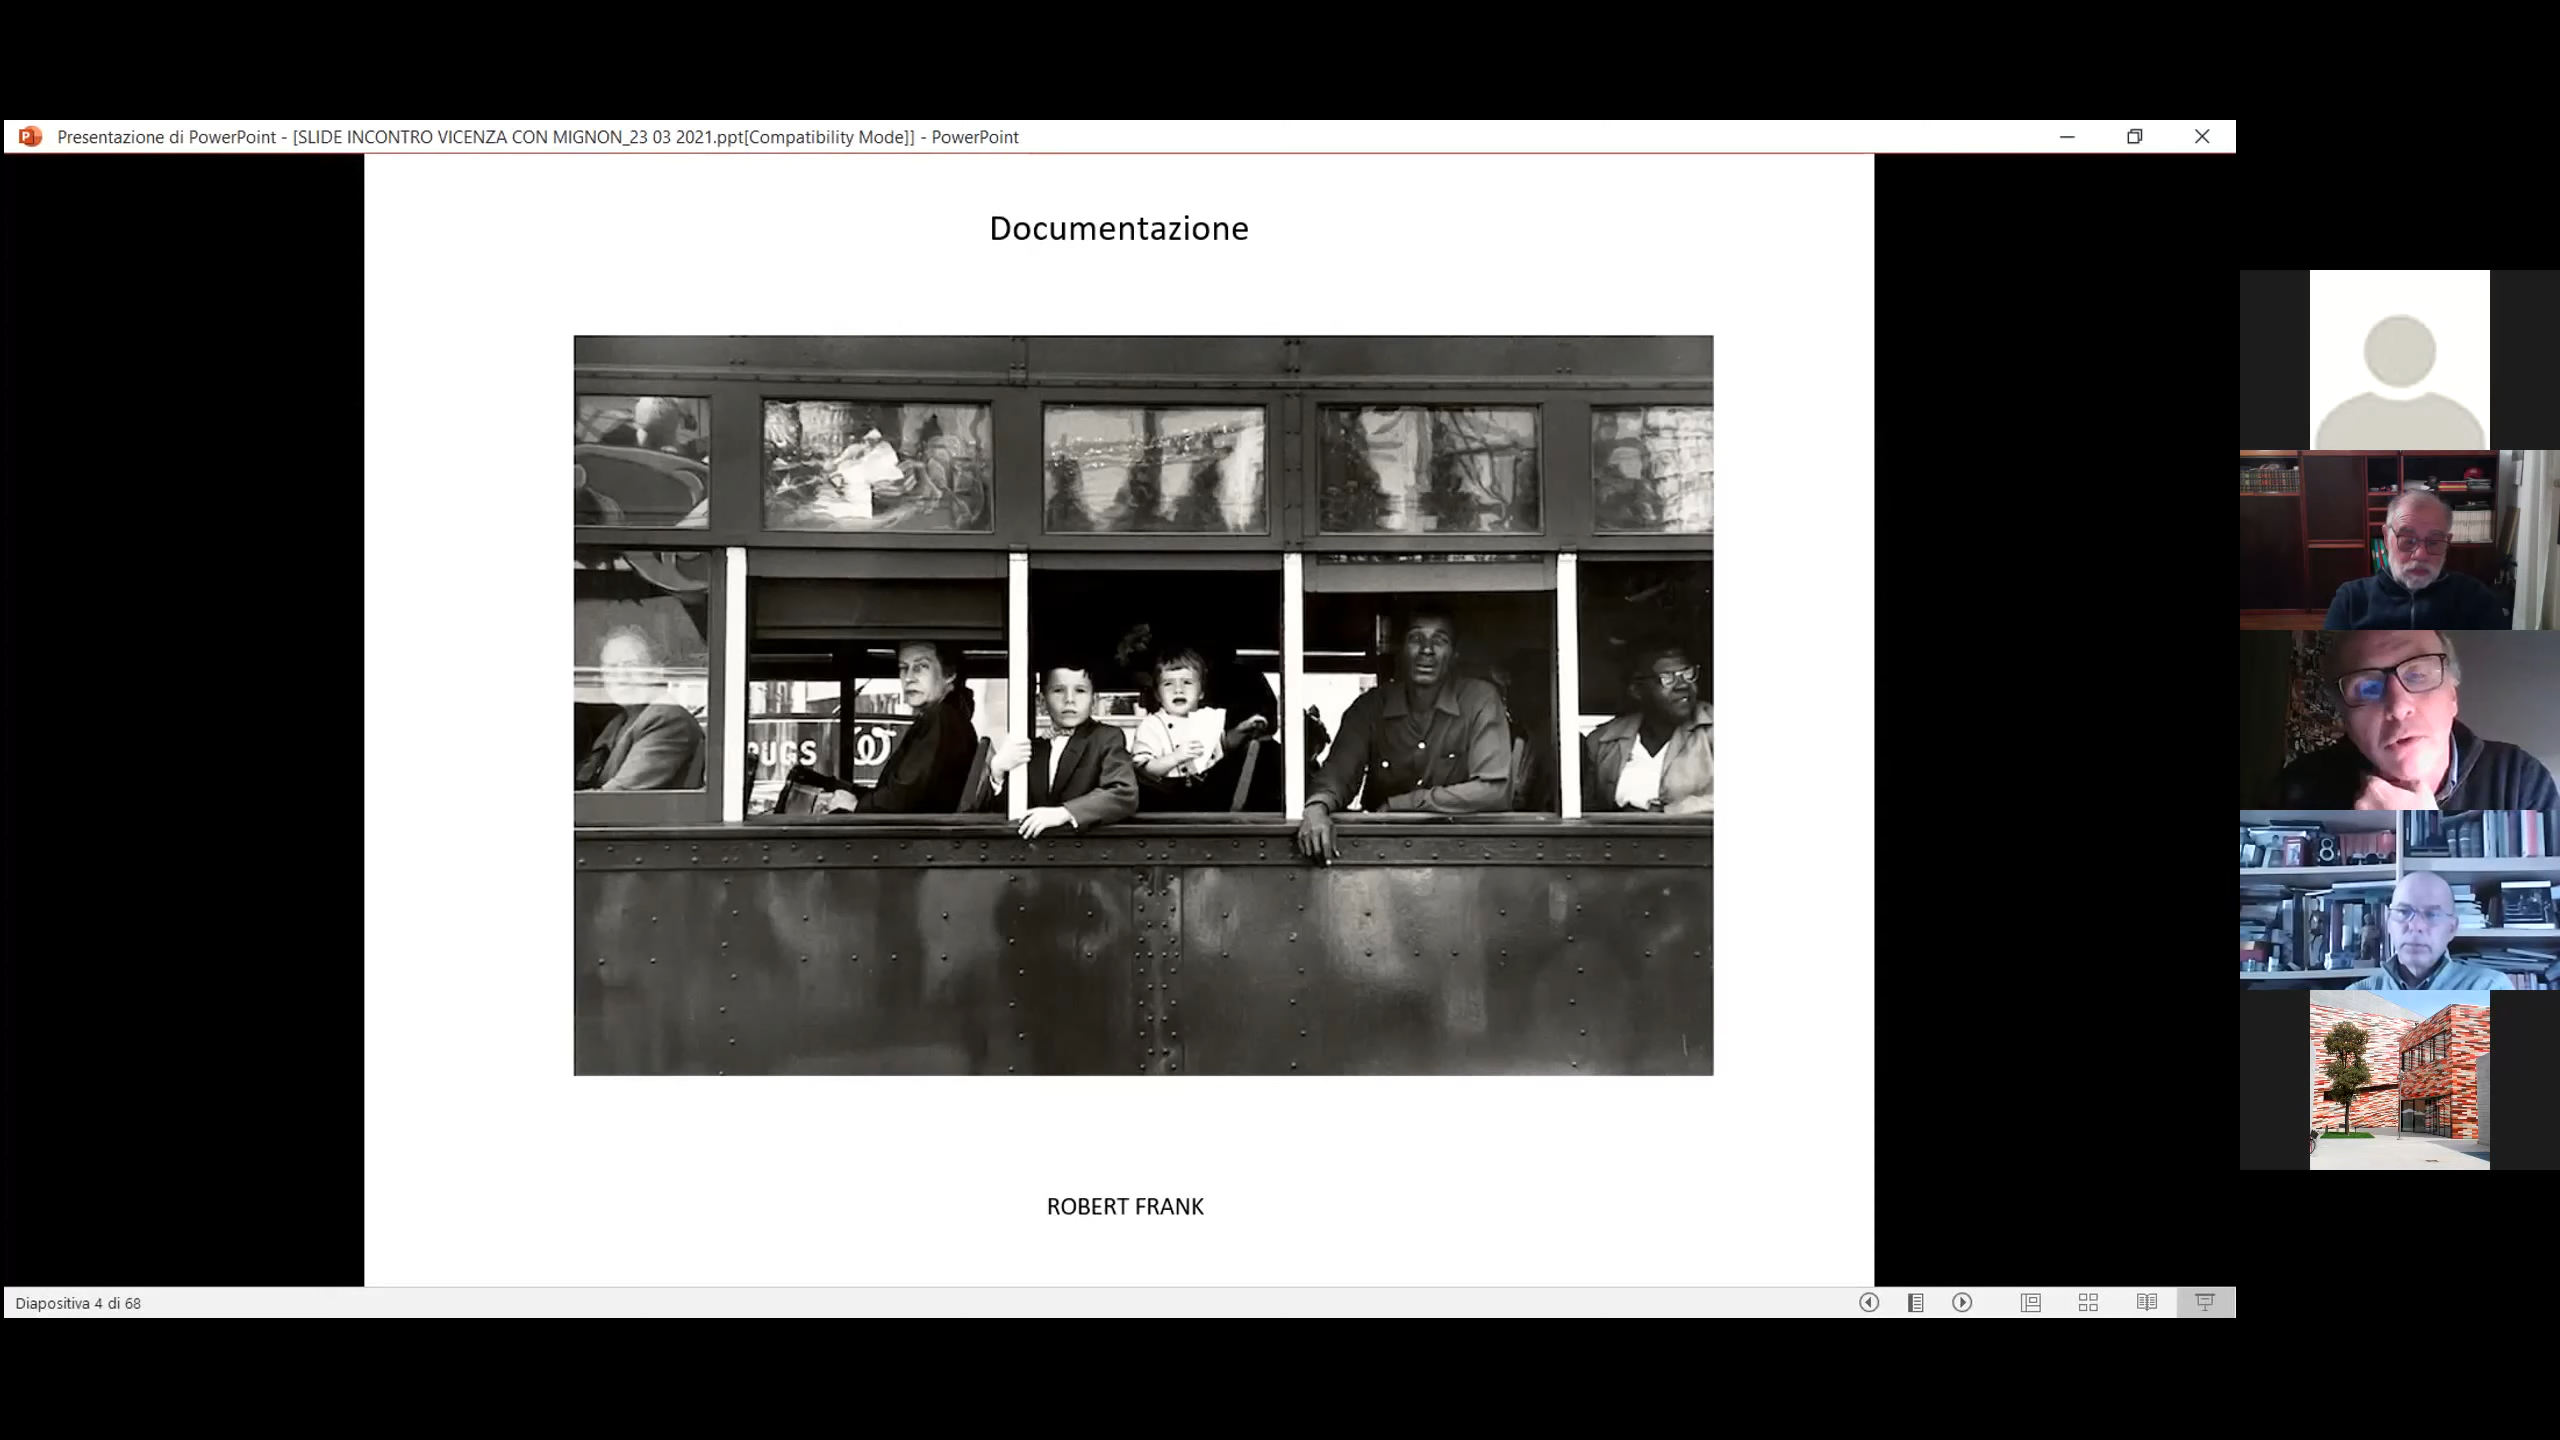 Presentazione di PowerPoint - [SLIDE INCONTRO VICENZA CON MIGNON_23 03 2021.ppt[Compatibility Mode]] - PowerPoint
Documentazione
UGS
ROBERT FRANK
Diapositiva 4 di 68